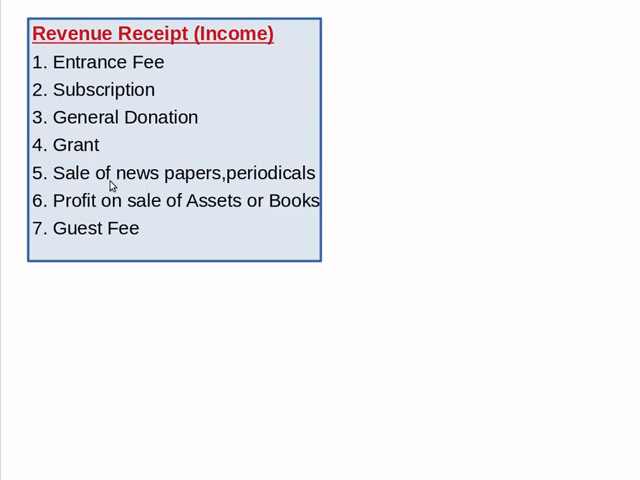 Revenue Receipt (Income)
1. Entrance Fee
2. Subscription
3. General Donation
4. Grant
5. Sale of news papers,periodicals
6. Profit on sale of Assets or Books
7. Guest Fee